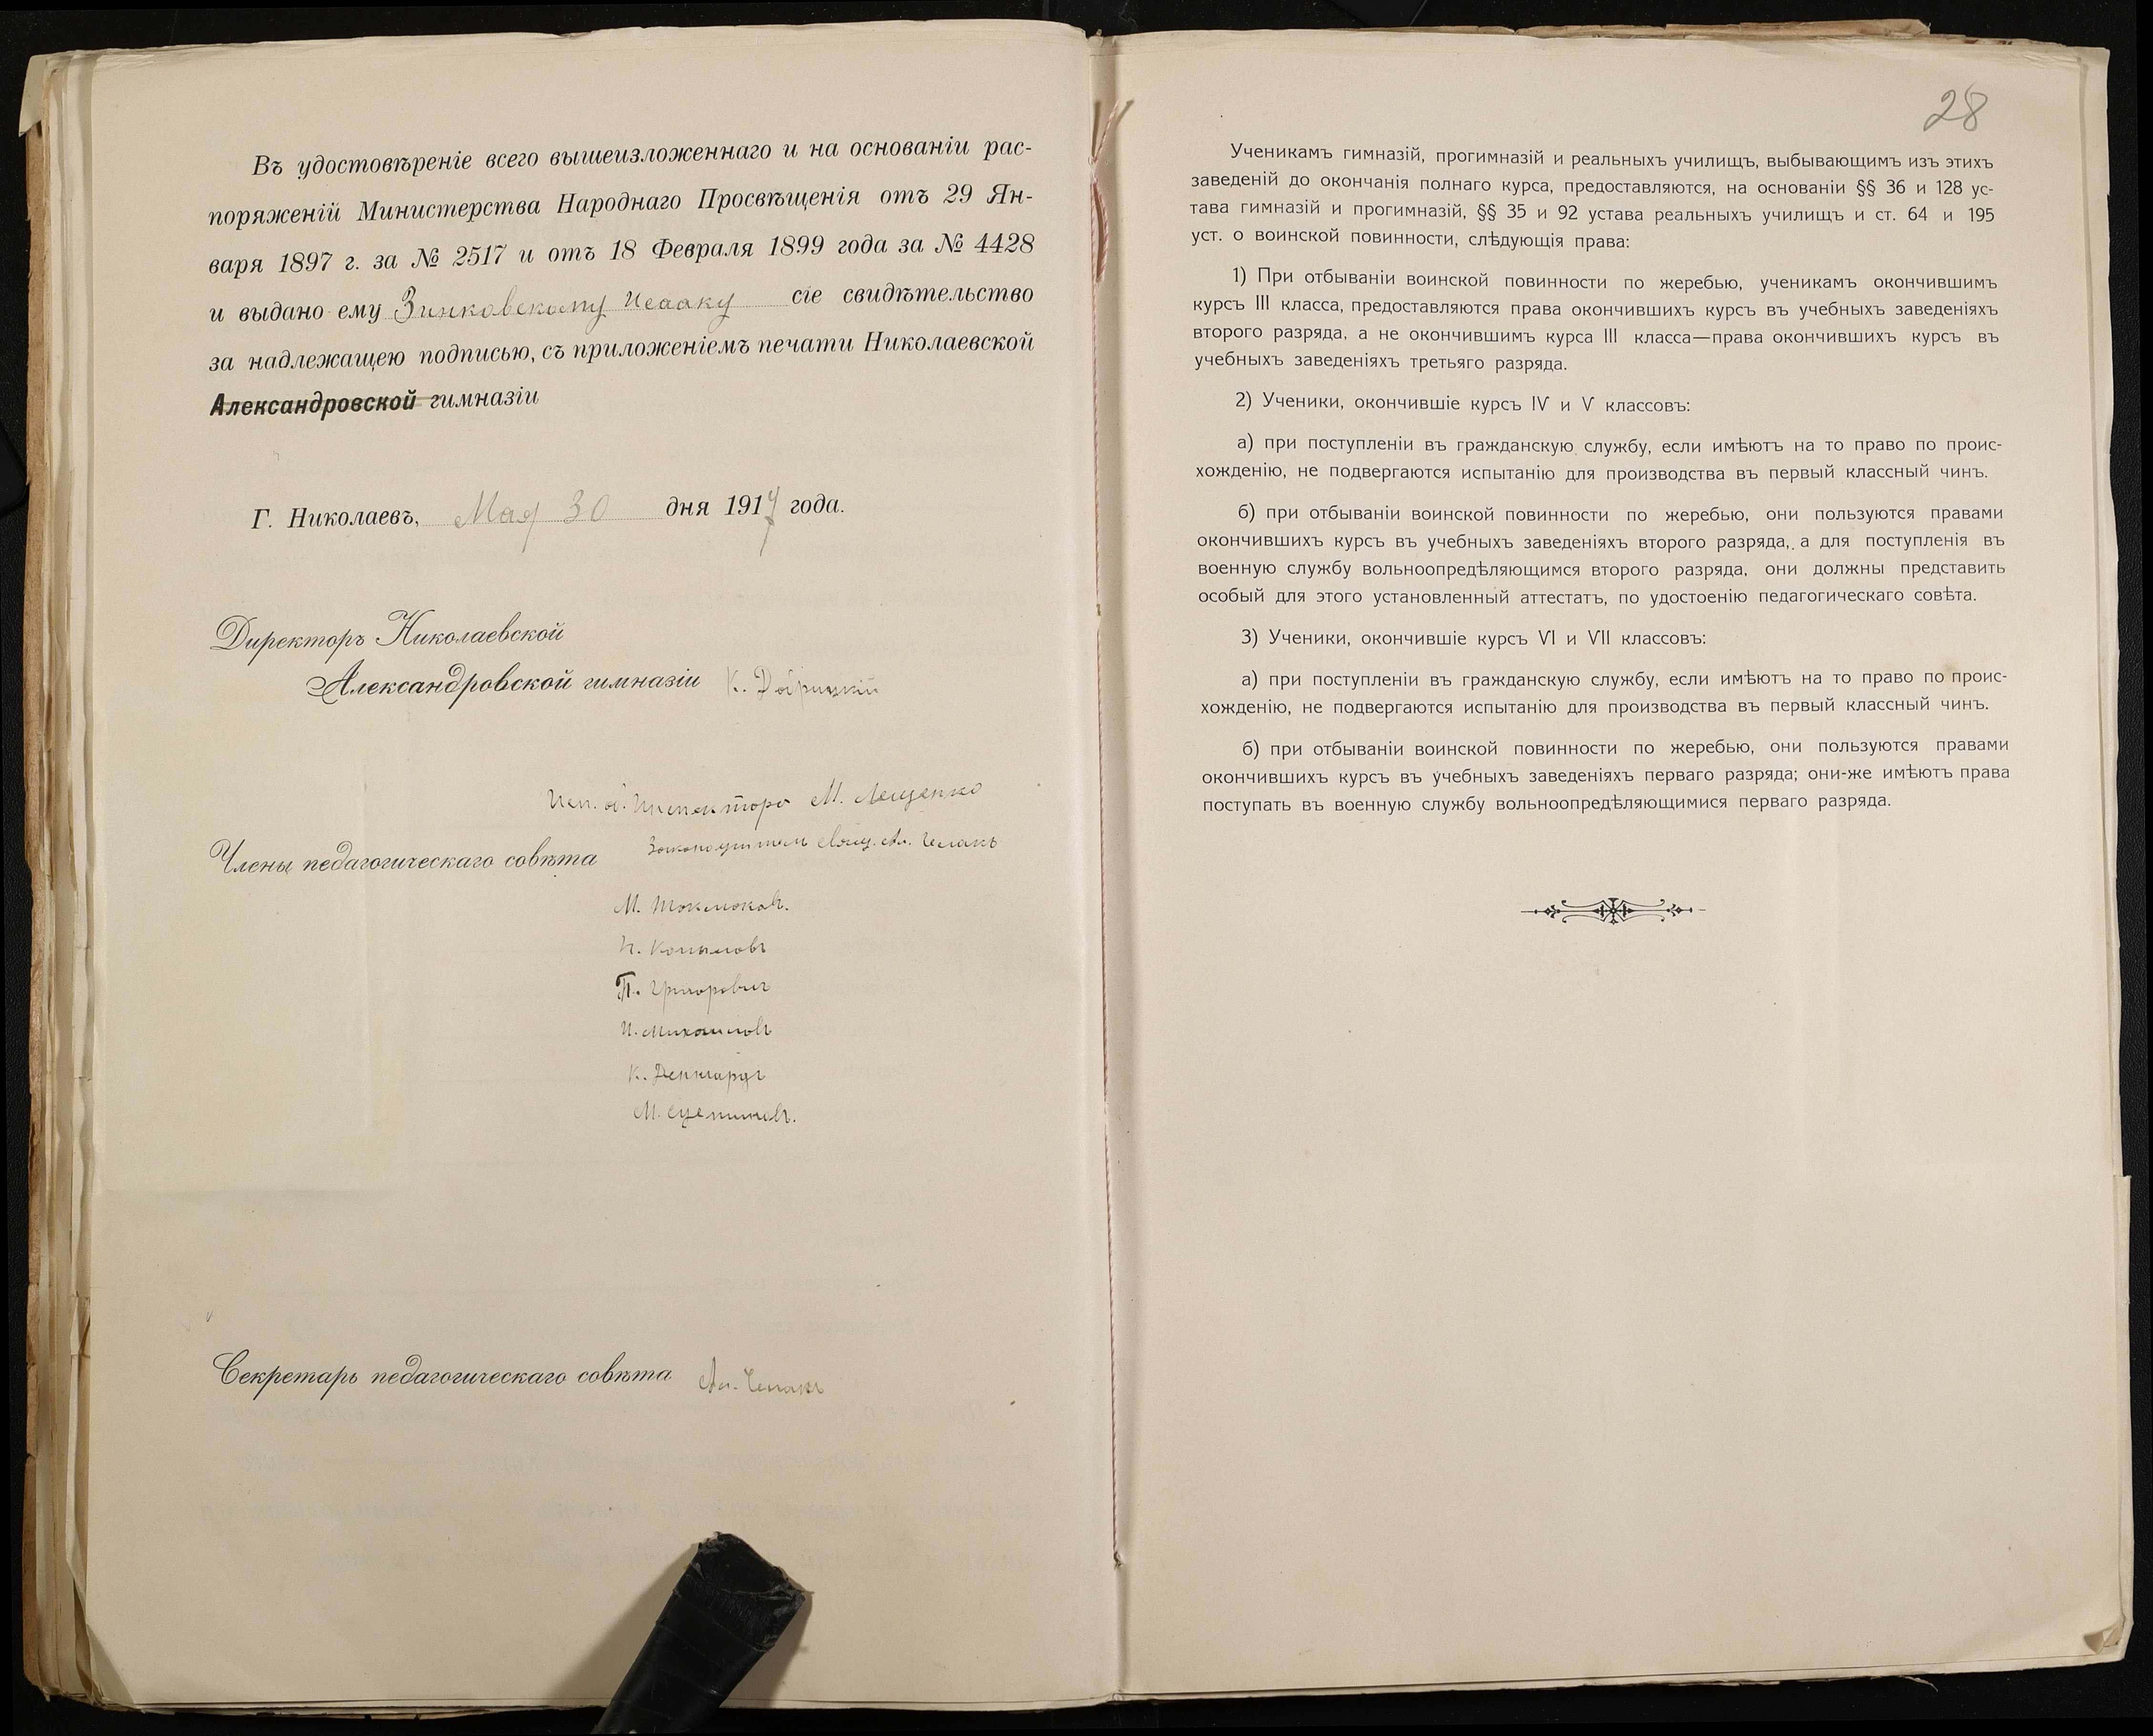 Въ удостовѣреніе всего вышеизложеннаго и на основаніи рас-
поряженій Министерства Народнаго Просвѣщенія отъ 29 Ян-
варя 1897 г. за № 2517 и отъ 18 Февраля 1899 года за № 4428
и выдано ему Зинковскому Исааку сіе свидѣтельство
за надлежащею подписью, съ приложеніемъ печати Николаевской
Александровской гимназіи
Г. Николаевъ, Мая 30 дня 1917 года.
Директоръ Николаевской
Александровской гимназіи К.
Исп. об. Инспектора М. Лещенко
Члены педагогическаго совѣта Законоучитель свящ. Ал.
М.
Копыловъ
П. Григоровичъ
И. Михайловъ
К.
М.
Секретарь педагогическаго совѣта Ал.
28
Ученикамъ гимназій, прогимназій и реальныхъ училищъ, выбывающимъ изъ этихъ
заведеній до окончанія полнаго курса, предоставляются, на основаніи §§ 36 и 128 ус-
тава гимназій и прогимназій, §§ 35 и 92 устава реальныхъ училищъ и ст. 64 и 195
уст. о воинской повинности, слѣдующія права:
1) При отбываніи воинской повинности по жеребью, ученикамъ окончившимъ
курсъ III класса, предоставляются права окончившихъ курсъ въ учебныхъ заведеніяхъ
второго разряда, а не окончившимъ курса III класса—права окончившихъ курсъ въ
учебныхъ заведеніяхъ третьяго разряда.
2) Ученики, окончившіе курсъ IV и V классовъ:
а) при поступленіи въ гражданскую службу, если имѣютъ на то право по проис-
хожденію, не подвергаются испытанію для производства въ первый классный чинъ.
б) при отбываніи воинской повинности по жеребью, они пользуются правами
окончившихъ курсъ въ учебныхъ заведеніяхъ второго разряда, а для поступленія въ
военную службу вольноопредѣляющимся второго разряда, они должны представить
особый для этого установленный аттестатъ, по удостоенію педагогическаго совѣта.
3) Ученики, окончившіе курсъ VI и VII классовъ:
а) при поступленіи въ гражданскую службу, если имѣютъ на то право по проис-
хожденію, не подвергаются испытанію для производства въ первый классный чинъ.
б) при отбываніи воинской повинности по жеребью, они пользуются правами
окончившихъ курсъ въ учебныхъ заведеніяхъ перваго разряда; они-же имѣютъ права
поступать въ военную службу вольноопредѣляющимися перваго разряда.